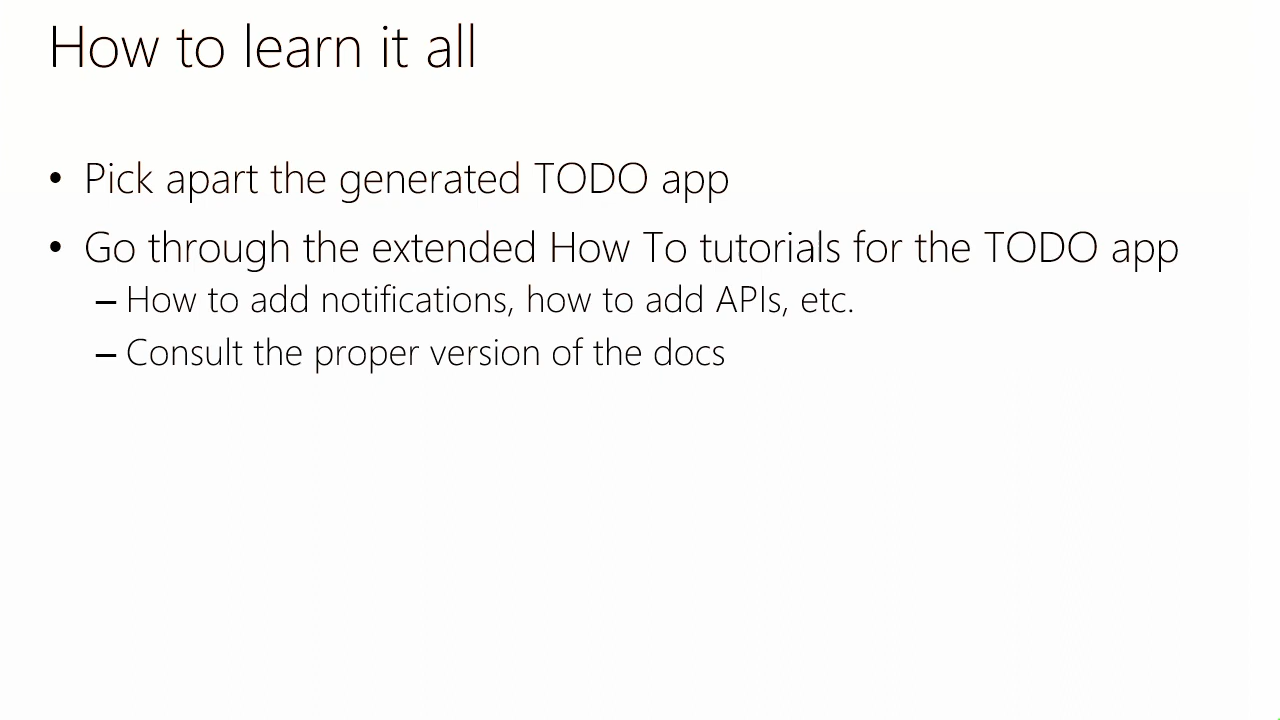 How to learn it all
• Pick apart the generated TODO app
• Go through the extended How To tutorials for the TODO app
– How to add notifications, how to add APIs, etc.
– Consult the proper version of the docs